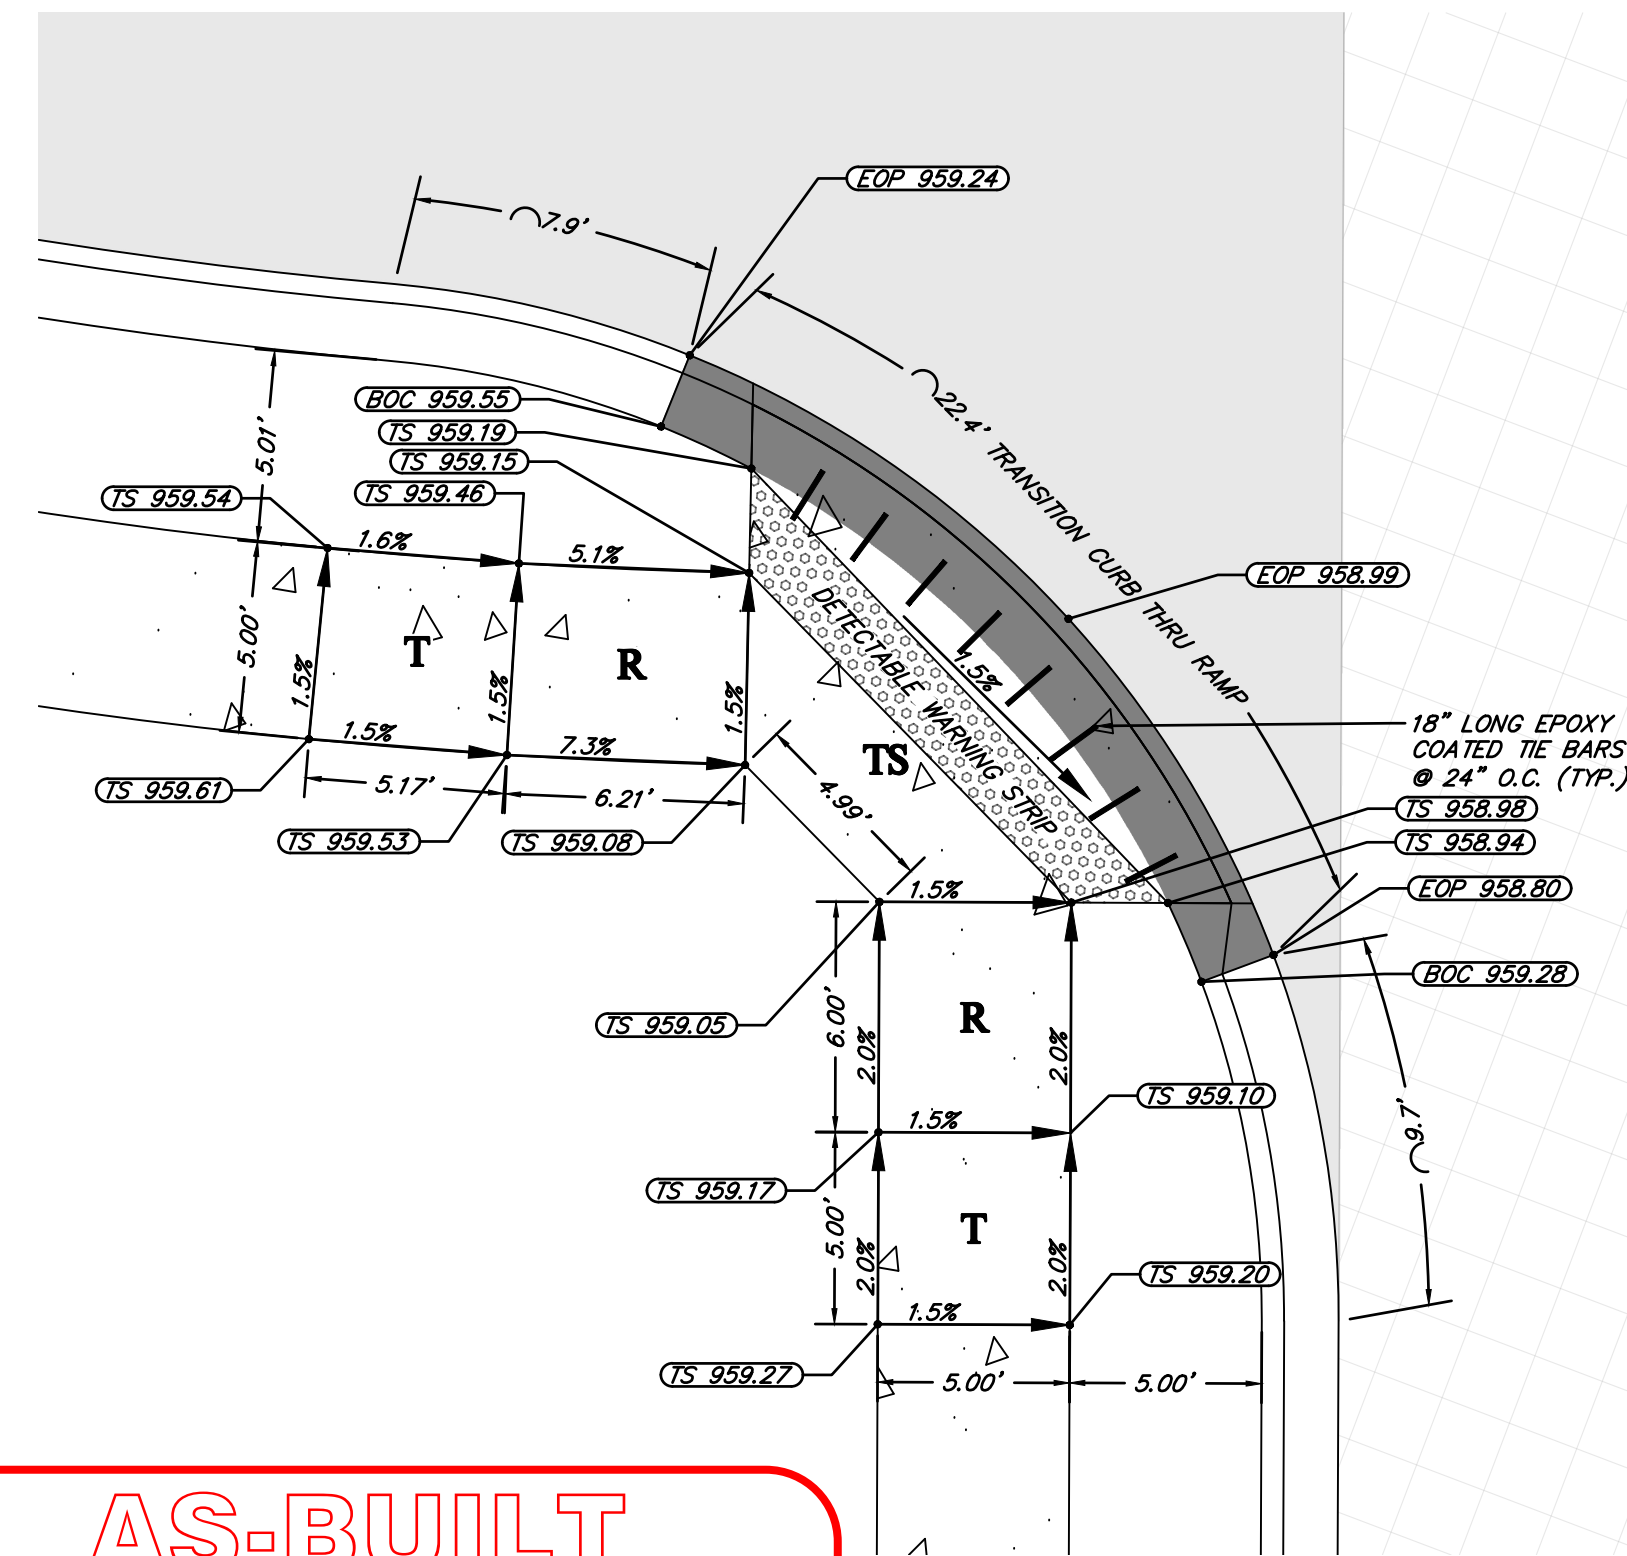 EOP 959.24
7.9'
22.4' TRANSITION CURB THRU RAMP
BOC 959.55
TS 959.19
TS 959.15
TS 959.46
TS 959.54
5.01'
1.6%
5.1%
EOP 958.99
DETECTABLE WARNING STRIP
5.00'
T
R
1.5%
1.5%
1.5%
1.5%
1.5%
7.3%
TS
18" LONG EPOXY
COATED TIE BARS
@ 24" O.C. (TYP.)
TS 959.61
5.17'
6.21'
4.99'
TS 958.98
TS 959.53
TS 959.08
TS 958.94
1.5%
EOP 958.80
BOC 959.28
TS 959.05
6.00'
R
2.0%
2.0%
TS 959.10
1.5%
9.7'
TS 959.17
5.00'
T
2.0%
2.0%
TS 959.20
1.5%
TS 959.27
5.00'
5.00'
AS-BUILT